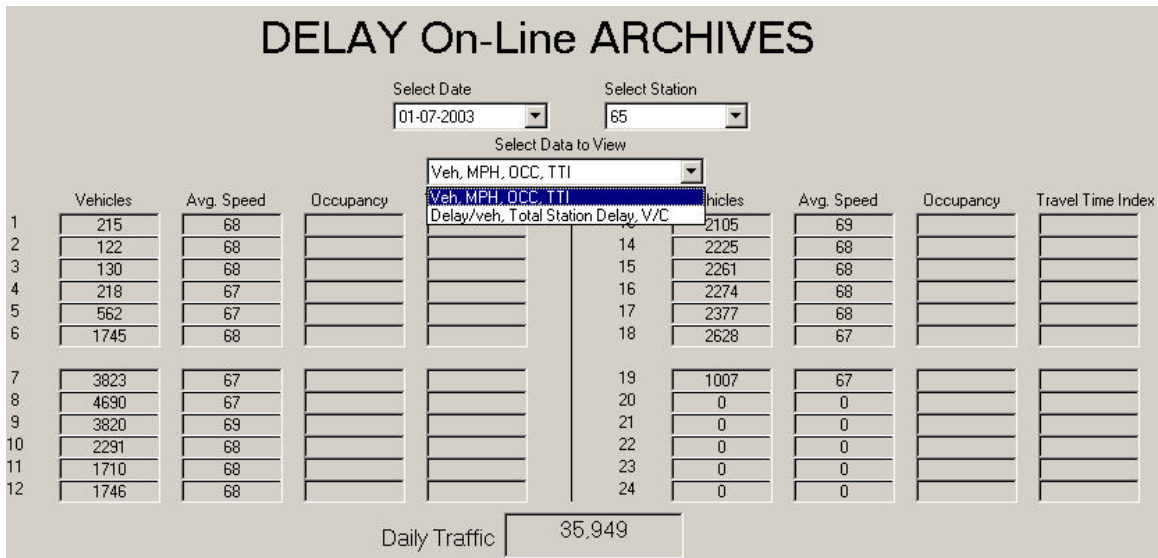 DELAY On-Line ARCHIVES
Select Date Select Station
01-07-2003 65
Select Data to View
Veh, MPH, OCC, TTI
Veh, MPH, OCC, TTI
Delay/veh, Total Station Delay, V/C
Vehicles Avg. Speed Occupancy hicles Avg. Speed Occupancy Travel Time Index
1 215 68 2105 69
2 122 68 14 2225 68
3 130 68 15 2261 68
4 218 67 16 2274 68
5 562 67 17 2377 68
6 1745 68 18 2628 67
7 3823 67 19 1007 67
8 4690 67 20 0 0
9 3820 69 21 0 0
10 2291 68 22 0 0
11 1710 68 23 0 0
12 1746 68 24 0 0
Daily Traffic 35,949